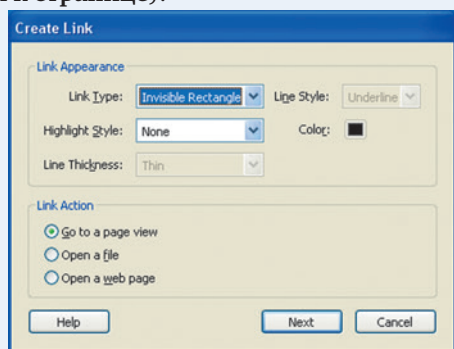 к странице).
Create Link
Link Appearance
Link Type: Invisible Rectangle Line Style: Underline
Highlight Style: None Color:
Line Thickness: Thin
Link Action
Go to a page view
Open a file
Open a web page
Help Next Cancel